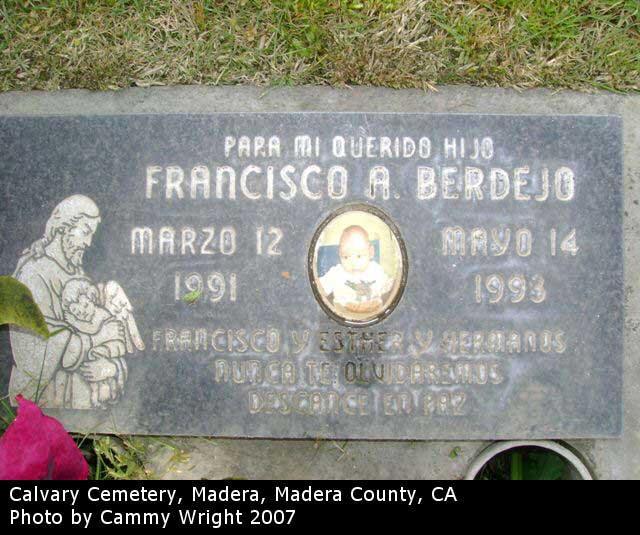 PARA MI QUERIDO HIJO
FRANCISCO A. BERDEJO
MARZO 12 MAYO 14
1991 1993
FRANCISCO Y ESTHER Y HERMANOS
NUNCA TE OLVIDAREMOS
DESCANCE EN PAZ
Calvary Cemetery, Madera, Madera County, CA
Photo by Cammy Wright 2007